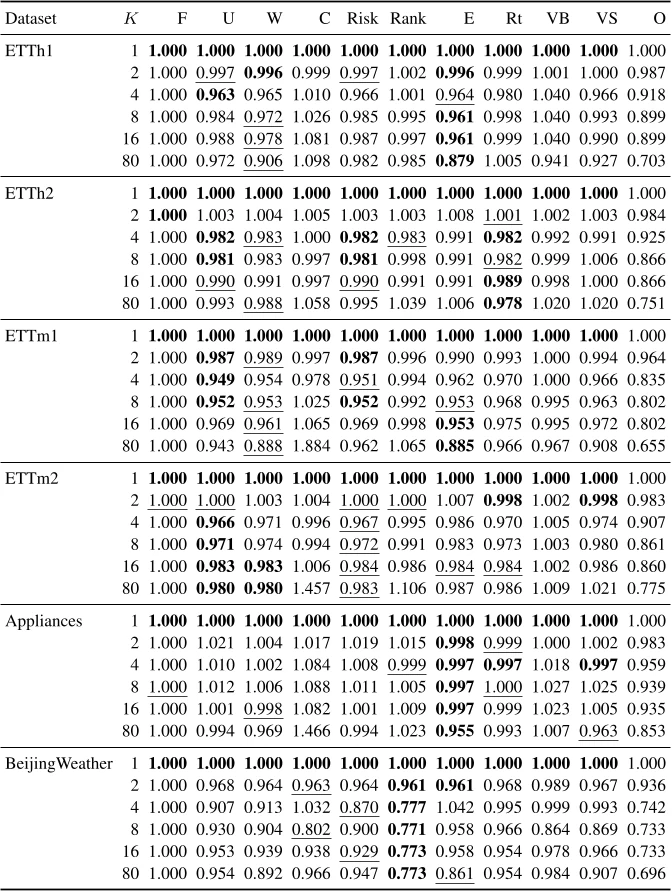 Dataset K F U W C Risk Rank E Rt VB VS O
ETTh1 1 1.000 1.000 1.000 1.000 1.000 1.000 1.000 1.000 1.000 1.000 1.000
2 1.000 0.997 0.996 0.999 0.997 1.002 0.996 0.999 1.001 1.000 0.987
4 1.000 0.963 0.965 1.010 0.966 1.001 0.964 0.980 1.040 0.966 0.918
8 1.000 0.984 0.972 1.026 0.985 0.995 0.961 0.998 1.040 0.993 0.899
16 1.000 0.988 0.978 1.081 0.987 0.997 0.961 0.999 1.040 0.990 0.899
80 1.000 0.972 0.906 1.098 0.982 0.985 0.879 1.005 0.941 0.927 0.703
ETTh2 1 1.000 1.000 1.000 1.000 1.000 1.000 1.000 1.000 1.000 1.000 1.000
2 1.000 1.003 1.004 1.005 1.003 1.003 1.008 1.001 1.002 1.003 0.984
4 1.000 0.982 0.983 1.000 0.982 0.983 0.991 0.982 0.992 0.991 0.925
8 1.000 0.981 0.983 0.997 0.981 0.998 0.991 0.982 0.999 1.006 0.866
16 1.000 0.990 0.991 0.997 0.990 0.991 0.991 0.989 0.998 1.000 0.866
80 1.000 0.993 0.988 1.058 0.995 1.039 1.006 0.978 1.020 1.020 0.751
ETTm1 1 1.000 1.000 1.000 1.000 1.000 1.000 1.000 1.000 1.000 1.000 1.000
2 1.000 0.987 0.989 0.997 0.987 0.996 0.990 0.993 1.000 0.994 0.964
4 1.000 0.949 0.954 0.978 0.951 0.994 0.962 0.970 1.000 0.966 0.835
8 1.000 0.952 0.953 1.025 0.952 0.992 0.953 0.968 0.995 0.963 0.802
16 1.000 0.969 0.961 1.065 0.969 0.998 0.953 0.975 0.995 0.972 0.802
80 1.000 0.943 0.888 1.884 0.962 1.065 0.885 0.966 0.967 0.908 0.655
ETTm2 1 1.000 1.000 1.000 1.000 1.000 1.000 1.000 1.000 1.000 1.000 1.000
2 1.000 1.000 1.003 1.004 1.000 1.000 1.007 0.998 1.002 0.998 0.983
4 1.000 0.966 0.971 0.996 0.967 0.995 0.986 0.970 1.005 0.974 0.907
8 1.000 0.971 0.974 0.994 0.972 0.991 0.983 0.973 1.003 0.980 0.861
16 1.000 0.983 0.983 1.006 0.984 0.986 0.984 0.984 1.002 0.986 0.860
80 1.000 0.980 0.980 1.457 0.983 1.106 0.987 0.986 1.009 1.021 0.775
Appliances 1 1.000 1.000 1.000 1.000 1.000 1.000 1.000 1.000 1.000 1.000 1.000
2 1.000 1.021 1.004 1.017 1.019 1.015 0.998 0.999 1.000 1.002 0.983
4 1.000 1.010 1.002 1.084 1.008 0.999 0.997 0.997 1.018 0.997 0.959
8 1.000 1.012 1.006 1.088 1.011 1.005 0.997 1.000 1.027 1.025 0.939
16 1.000 1.001 0.998 1.082 1.001 1.009 0.997 0.999 1.023 1.005 0.935
80 1.000 0.994 0.969 1.466 0.994 1.023 0.955 0.993 1.007 0.963 0.853
BeijingWeather 1 1.000 1.000 1.000 1.000 1.000 1.000 1.000 1.000 1.000 1.000 1.000
2 1.000 0.968 0.964 0.963 0.964 0.961 0.961 0.968 0.989 0.967 0.936
4 1.000 0.907 0.913 1.032 0.870 0.777 1.042 0.995 0.999 0.993 0.742
8 1.000 0.930 0.904 0.802 0.900 0.771 0.958 0.966 0.864 0.869 0.733
16 1.000 0.953 0.939 0.938 0.929 0.773 0.958 0.954 0.978 0.966 0.733
80 1.000 0.954 0.892 0.966 0.947 0.773 0.861 0.954 0.984 0.907 0.696